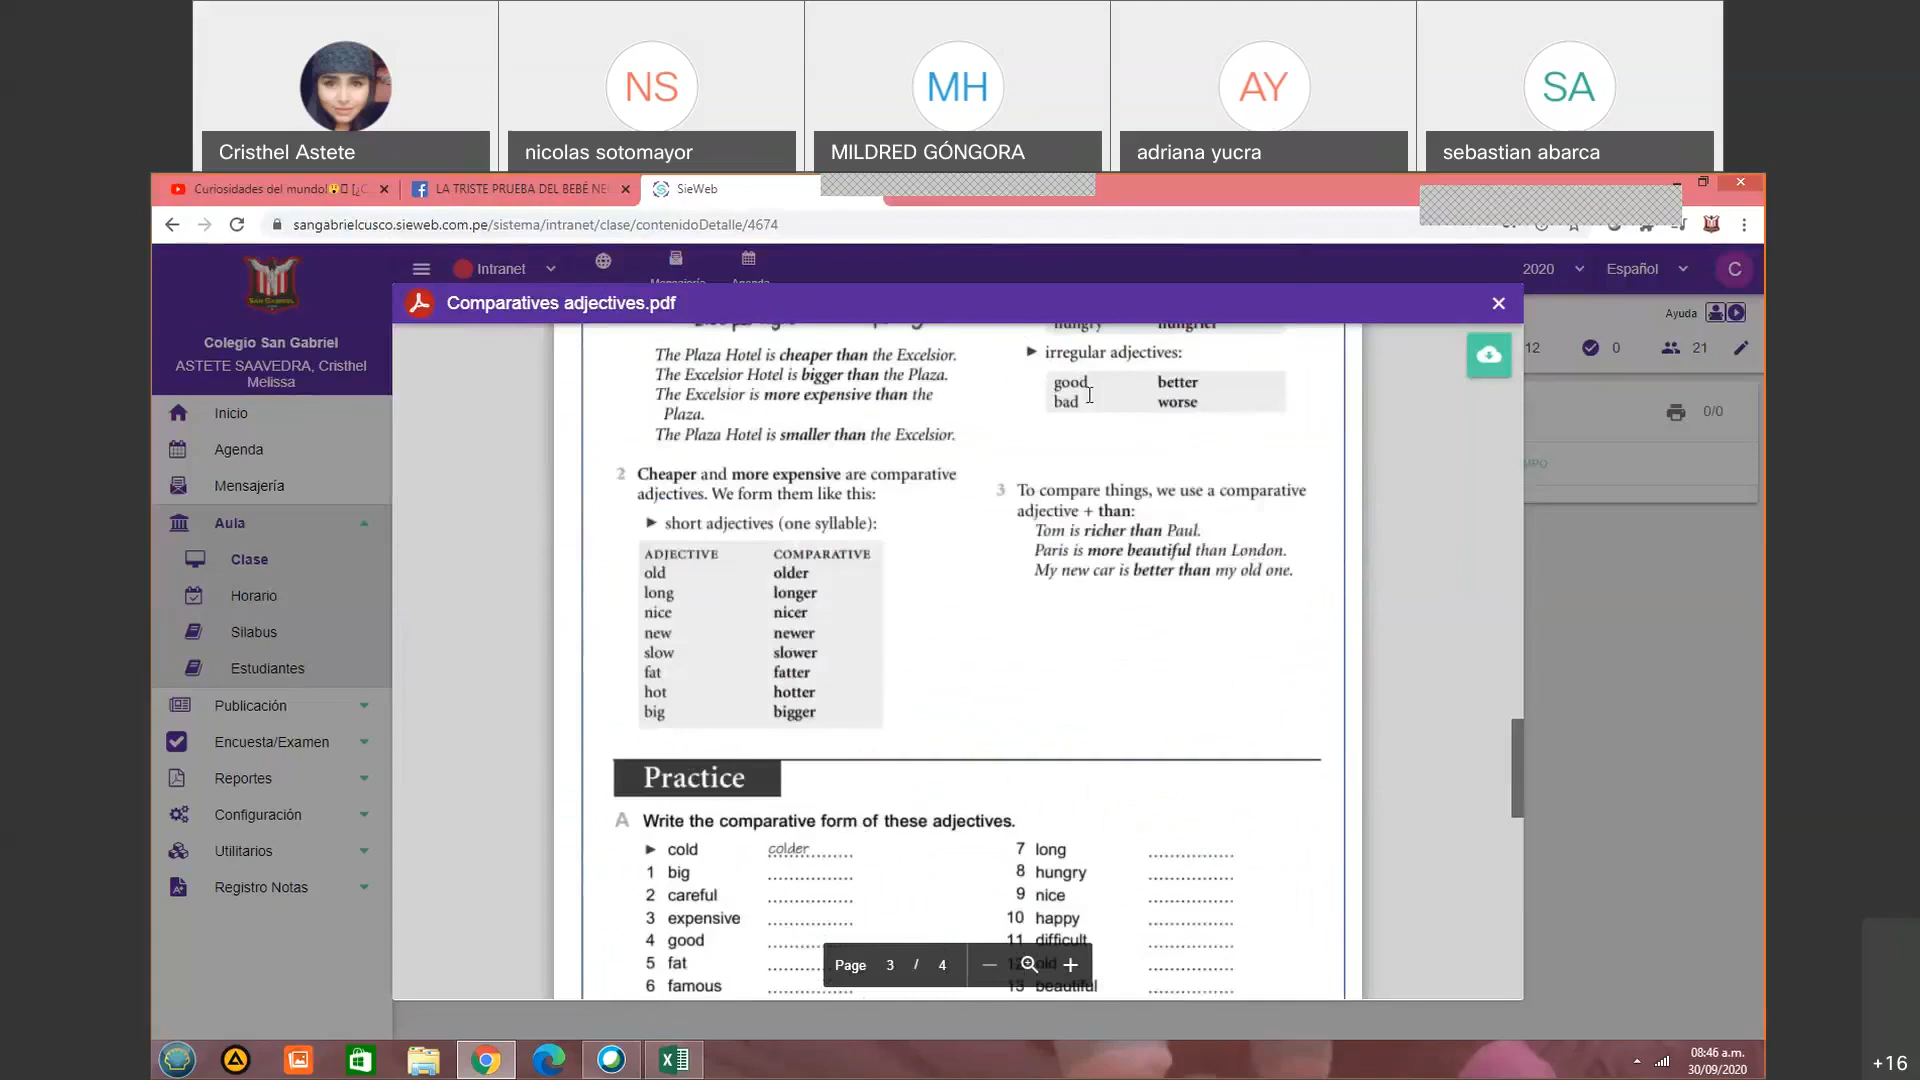 NS
MH
AY
SA
Cristhel Astete
nicolas sotomayor
MILDRED GÓNGORA
adriana yucra
sebastian abarca
Curiosidades del mundo!
LA TRISTE PRUEBA DEL BEBÉ NE
SieWeb
sangabrielcusco.sieweb.com.pe/sistema/intranet/clase/contenidoDetalle/4674
SAN GABRIEL
Intranet
Mensajería
Agenda
2020
Español
C
Comparatives adjectives.pdf
Ayuda
12
0
21
0/0
Colegio San Gabriel
ASTETE SAAVEDRA, Cristhel
Melissa
Inicio
Agenda
Mensajería
Aula
Clase
Horario
Silabus
Estudiantes
Publicación
Encuesta/Examen
Reportes
Configuración
Utilitarios
Registro Notas
The Plaza Hotel is cheaper than the Excelsior.
The Excelsior Hotel is bigger than the Plaza.
The Excelsior is more expensive than the
Plaza.
The Plaza Hotel is smaller than the Excelsior.
2 Cheaper and more expensive are comparative
adjectives. We form them like this:
► short adjectives (one syllable):
ADJECTIVE COMPARATIVE
old older
long longer
nice nicer
new newer
slow slower
fat fatter
hot hotter
big bigger
hungry hungrier
► irregular adjectives:
good better
bad worse
3 To compare things, we use a comparative
adjective + than:
Tom is richer than Paul.
Paris is more beautiful than London.
My new car is better than my old one.
Practice
A Write the comparative form of these adjectives.
► cold colder
1 big ...............
2 careful ...............
3 expensive ...............
4 good
5 fat
6 famous
7 long ...............
8 hungry ...............
9 nice ...............
10 happy ...............
11 difficult ...............
12 old ...............
13 beautiful ...............
Page 3 / 4
08:46 a.m.
30/09/2020
+16